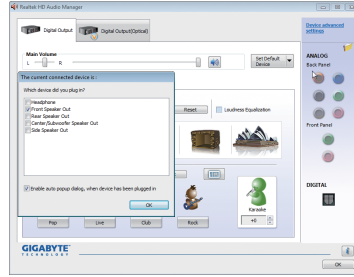 Realtek HD Audio Manager
Digital Output
Digital Output(Optical)
Device advanced settings
Main Volume
L
R
Set Default Device
ANALOG
Back Panel
The current connected device is :
Which device did you plug in?
Headphone
Front Speaker Out
Rear Speaker Out
Center/Subwoofer Speaker Out
Side Speaker Out
Enable auto popup dialog, when device has been plugged in
OK
Reset
Loudness Equalization
Front Panel
DIGITAL
Karaoke
+0
Pop
Live
Club
Rock
GIGABYTE
TECHNOLOGY
OK